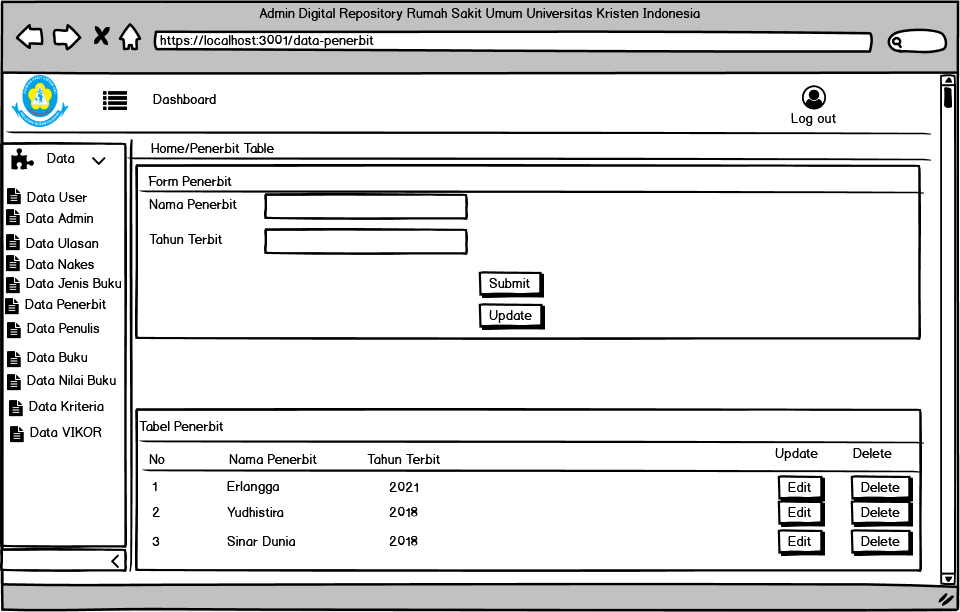 Admin Digital Repository Rumah Sakit Umum Universitas Kristen Indonesia
https://localhost:3001/data-penerbit
Dashboard
Log out
Data
Home/Penerbit Table
Data User
Data Admin
Data Ulasan
Data Nakes
Data Jenis Buku
Data Penerbit
Data Penulis
Data Buku
Data Nilai Buku
Data Kriteria
Data VIKOR
Form Penerbit
Nama Penerbit
Tahun Terbit
Submit
Update
Tabel Penerbit
No Nama Penerbit Tahun Terbit Update Delete
1 Erlangga 2021 Edit Delete
2 Yudhistira 2018 Edit Delete
3 Sinar Dunia 2018 Edit Delete